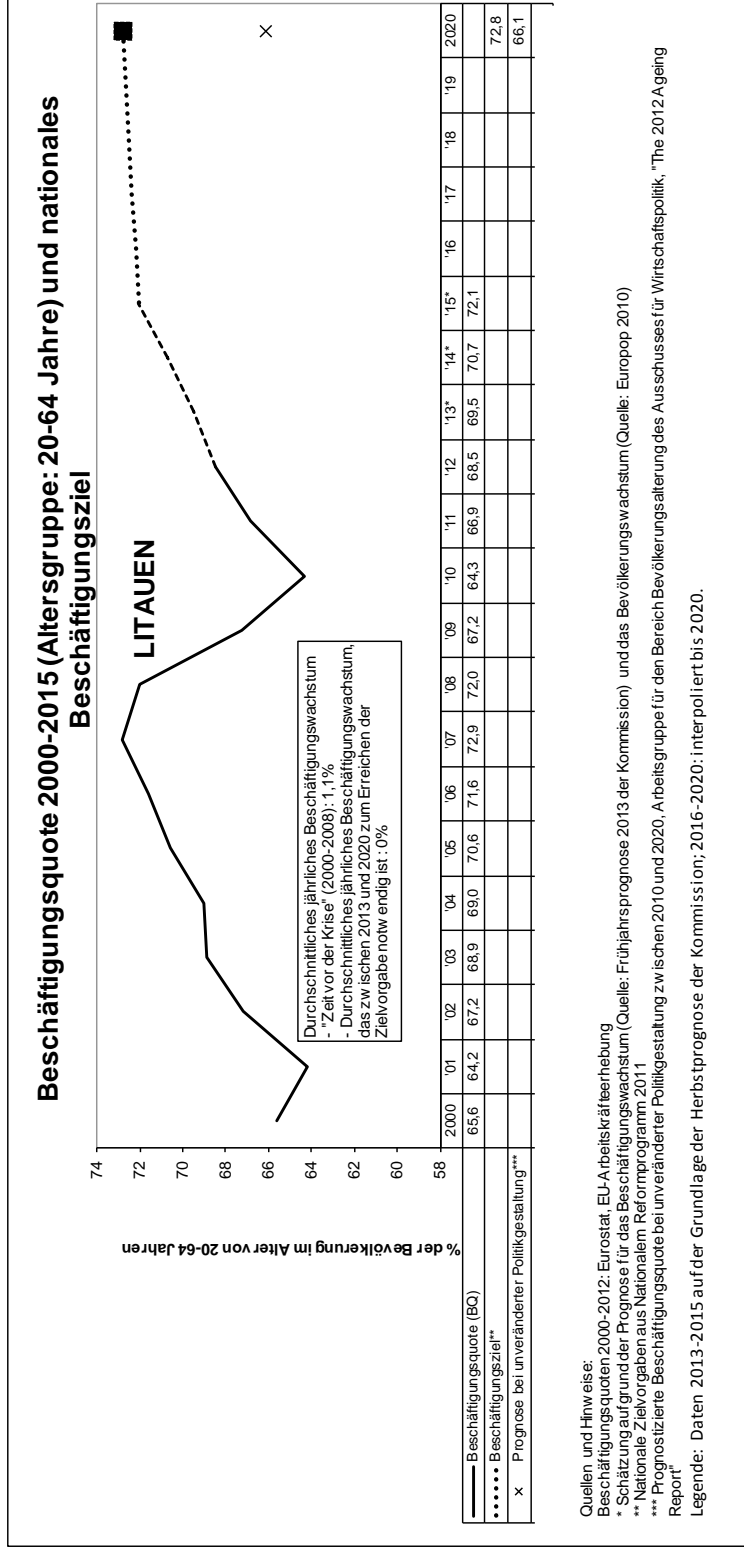 Beschäftigungsquote 2000-2015 (Altersgruppe: 20-64 Jahre) und nationales
Beschäftigungsziel
LITAUEN
% der Bevölkerung im Alter von 20-64 Jahren
74
72
70
68
66
64
62
60
58
Durchschnittliches jährliches Beschäftigungswachstum
- "Zeit vor der Krise" (2000-2008) : 1,1%
- Durchschnittliches jährliches Beschäftigungswachstum,
das zwischen 2013 und 2020 zum Erreichen der
Zielvorgabe notwendig ist : 0%
2000 '01 '02 '03 '04 '05 '06 '07 '08 '09 '10 '11 '12 '13* '14* '15* '16 '17 '18 '19 2020
Beschäftigungsquote (BQ) 65,6 64,2 67,2 68,9 69,0 70,6 71,6 72,9 72,0 67,2 64,3 66,9 68,5 69,5 70,7 72,1
Beschäftigungsziel** 72,8
Prognose bei unveränderter Politikgestaltung*** 66,1
Quellen und Hinweise:
Beschäftigungsquoten 2000-2012: Eurostat, EU-Arbeitskräfteerhebung
* Schätzung aufgrund der Prognose für das Beschäftigungswachstum (Quelle: Frühjahrsprognose 2013 der Kommission) und das Bevölkerungswachstum (Quelle: Europop 2010)
** Nationale Zielvorgaben aus Nationalem Reformprogramm 2011
*** Prognostizierte Beschäftigungsquote bei unveränderter Politikgestaltung zwischen 2010 und 2020, Arbeitsgruppe für den Bereich Bevölkerungsalterung des Ausschusses für Wirtschaftspolitik, "The 2012 Ageing
Report"
Legende: Daten 2013-2015 auf der Grundlage der Herbstprognose der Kommission; 2016-2020: interpoliert bis 2020.